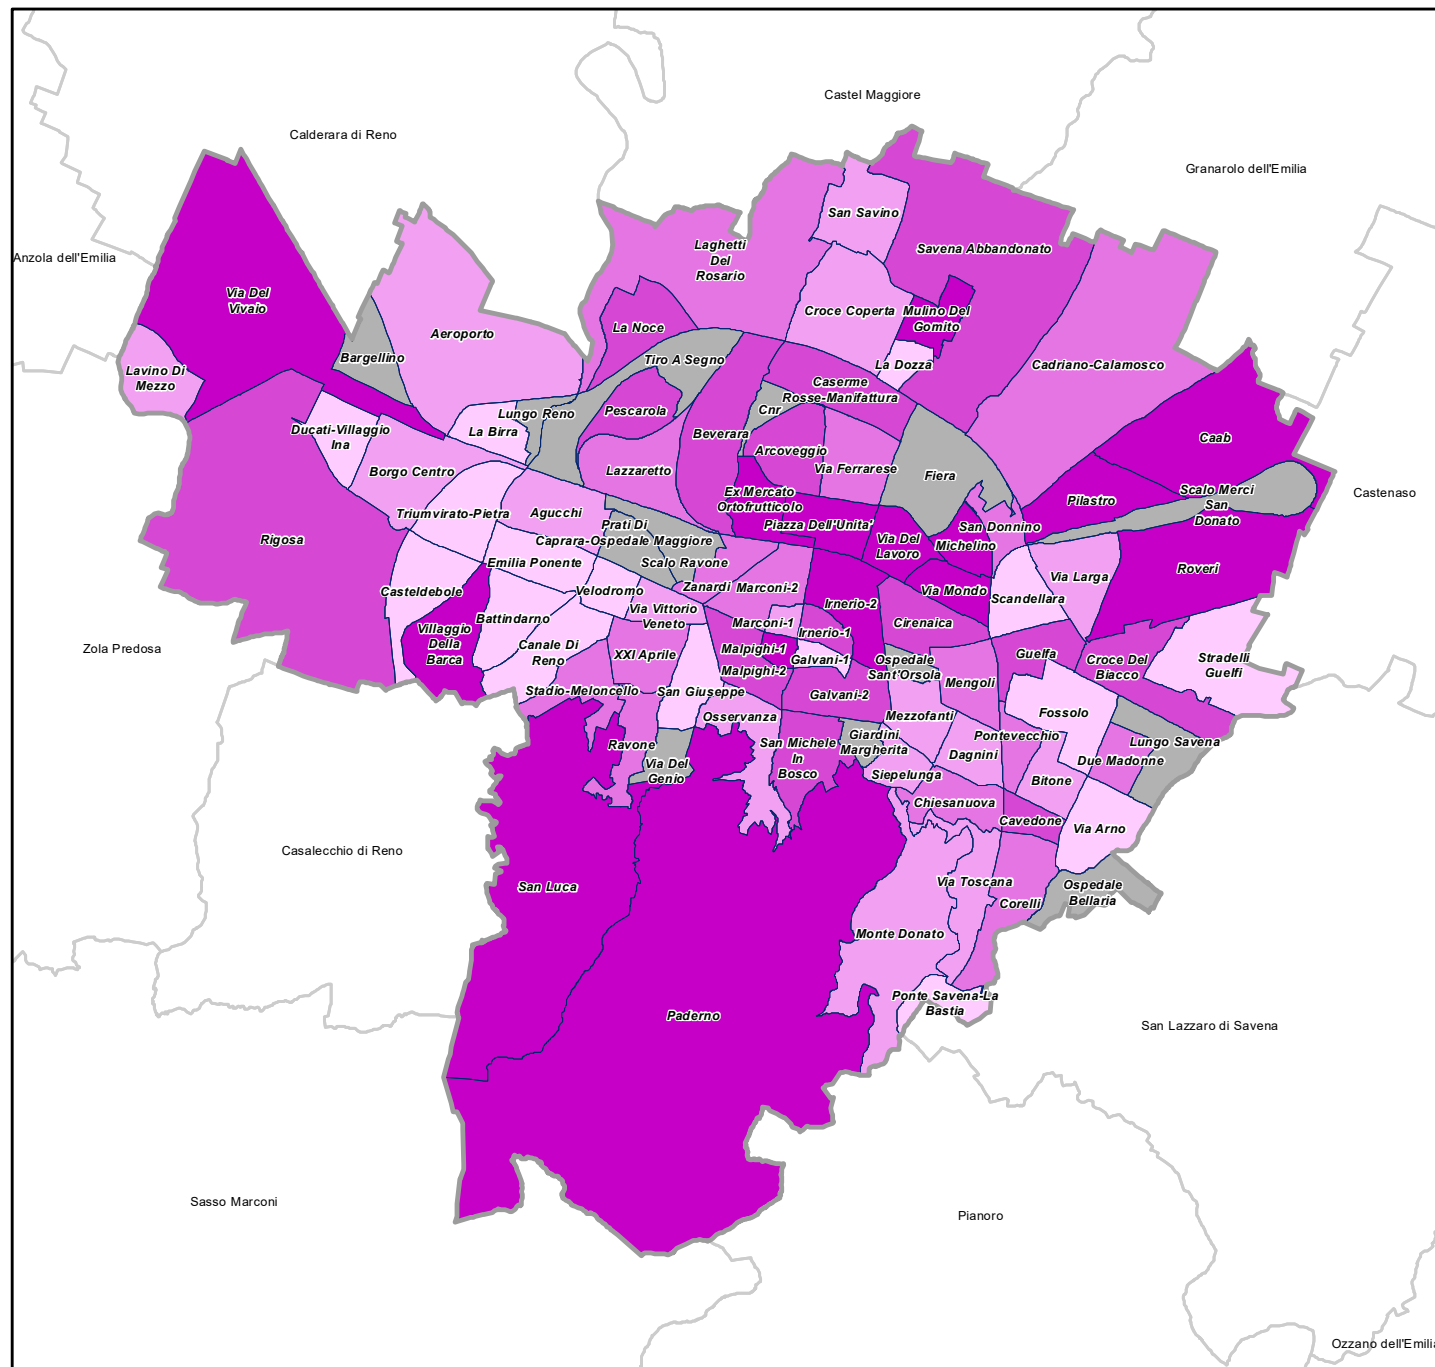 Castel Maggiore
Calderara di Reno
Granarolo dell'Emilia
San Savino
Laghetti
Del
Rosario
Savena Abbandonato
Anzola dell'Emilia
Via Del
Vivaio
Croce Coperta
Mulino Del
Gomito
La Noce
Aeroporto
Bargellino
Tiro A Segno
La Dozza
Cadriano-Calamosco
Lavino Di
Mezzo
Caserme
Rosse-Manifattura
Lungo Reno
Pescarola
Cnr
Ducati-Villaggio
Ina
La Birra
Beverara
Caab
Borgo Centro
Lazzaretto
Arcoveggio
Via Ferrarese
Fiera
Scalo Merci
San
Donato
Castenaso
Ex Mercato
Ortofrutticolo
Pilastro
Triumvirato-Pietra
Agucchi
Prati Di
Caprara-Ospedale Maggiore
Piazza Dell'Unita'
San Donnino
Rigosa
Via Del
Lavoro
Michelino
Emilia Ponente
Scalo Ravone
Roveri
Via Larga
Casteldebole
Velodromo
Zanardi
Marconi-2
Via Mondo
Scandellara
Battindarno
Via Vittorio
Veneto
Irnerio-2
Marconi-1
Irnerio-1
Cirenaica
Villaggio
Della
Barca
Zola Predosa
Canale Di
Reno
XXI Aprile
Malpighi-1
Galvani-1
Ospedale
Sant'Orsola
Guelfa
Croce Del
Biacco
Stradelli
Guelfi
Malpighi-2
Mengoli
Stadio-Meloncello
San Giuseppe
Galvani-2
Osservanza
Mezzofanti
Fossolo
Ravone
Via Del
Genio
San Michele
In
Bosco
Giardini
Margherita
Pontevecchio
Lungo Savena
Dagnini
Due Madonne
Siepelunga
Bitone
Chiesanuova
Cavedone
Via Arno
Casalecchio di Reno
San Luca
Via Toscana
Corelli
Ospedale
Bellaria
Monte Donato
Ponte Savena-La
Bastia
Paderno
San Lazzaro di Savena
Sasso Marconi
Pianoro
Ozzano dell'Emilia